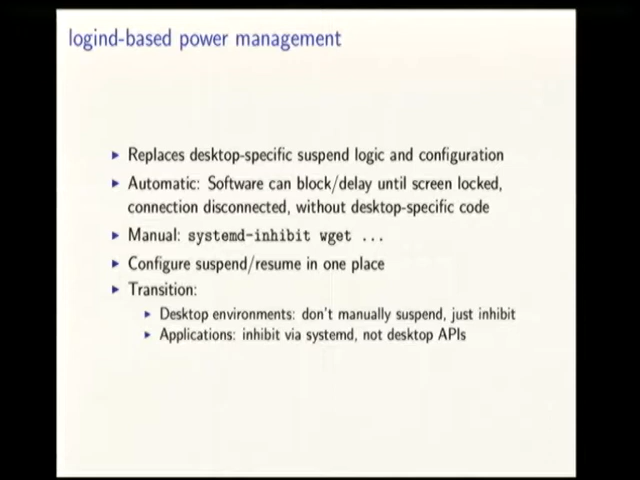 logind-based power management
▸ Replaces desktop-specific suspend logic and configuration
▸ Automatic: Software can block/delay until screen locked,
connection disconnected, without desktop-specific code
▸ Manual: systemd-inhibit wget ...
▸ Configure suspend/resume in one place
▸ Transition:
▸ Desktop environments: don't manually suspend, just inhibit
▸ Applications: inhibit via systemd, not desktop APIs